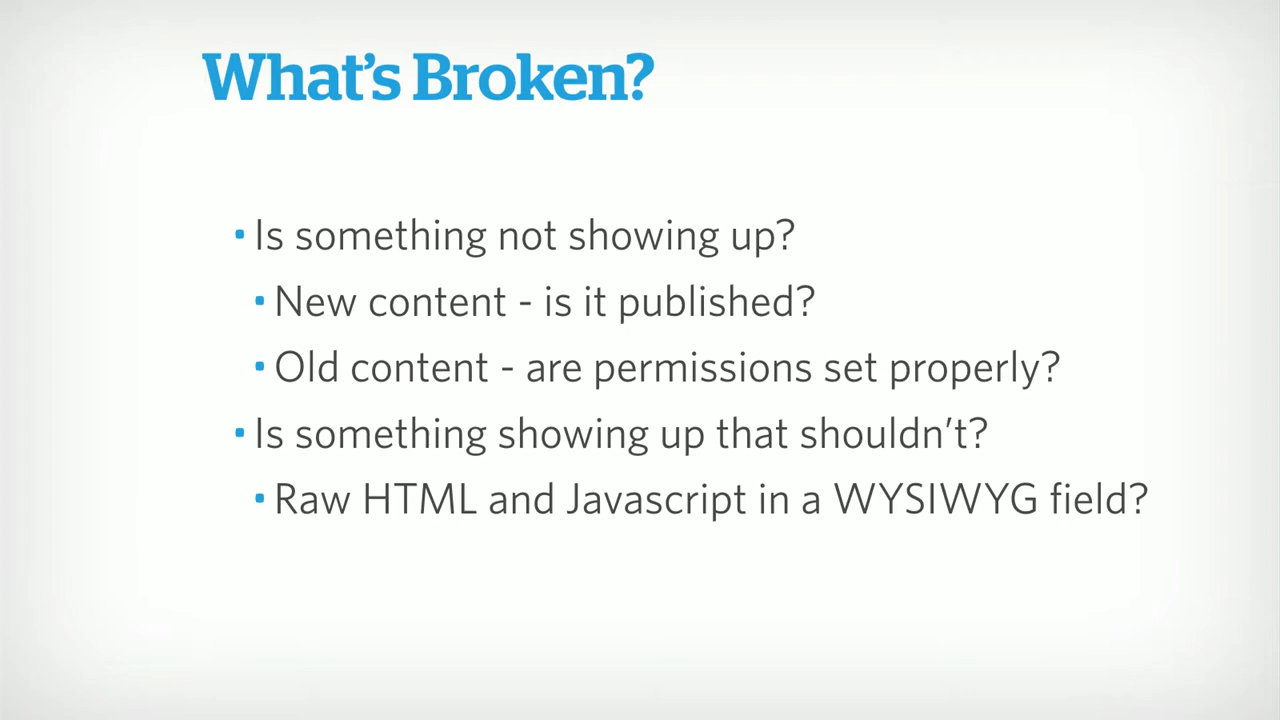 What's Broken?
▪ Is something not showing up?
▪ New content - is it published?
▪ Old content - are permissions set properly?
▪ Is something showing up that shouldn't?
▪ Raw HTML and Javascript in a WYSIWYG field?